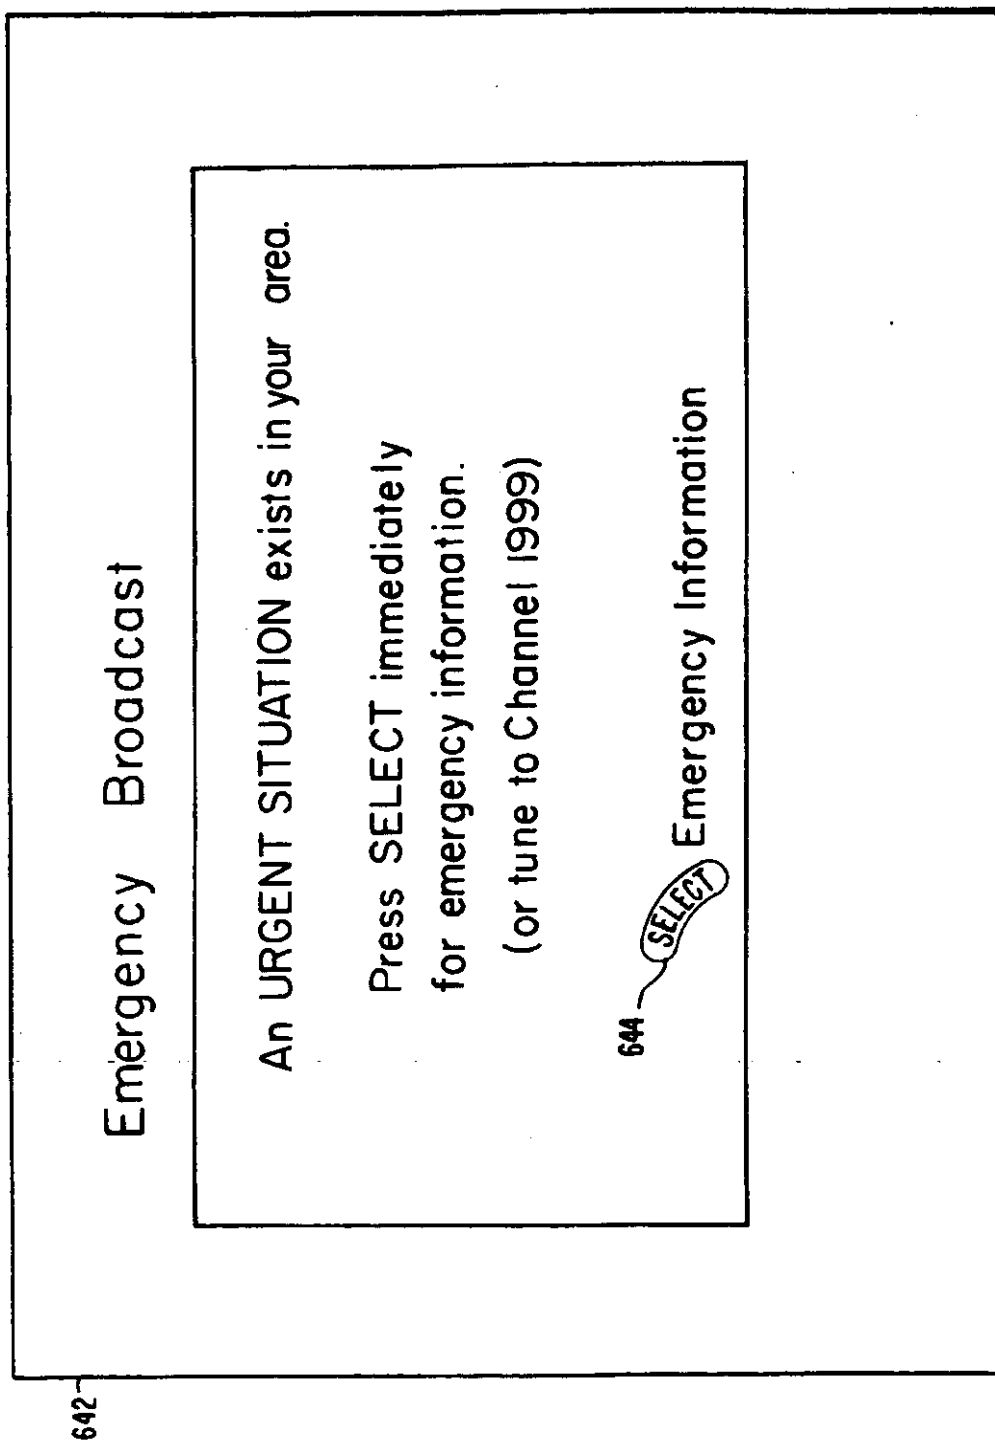 642
Emergency Broadcast
An URGENT SITUATION exists in your area.
Press SELECT immediately
for emergency information.
(or tune to Channel 1999)
644
SELECT Emergency Information